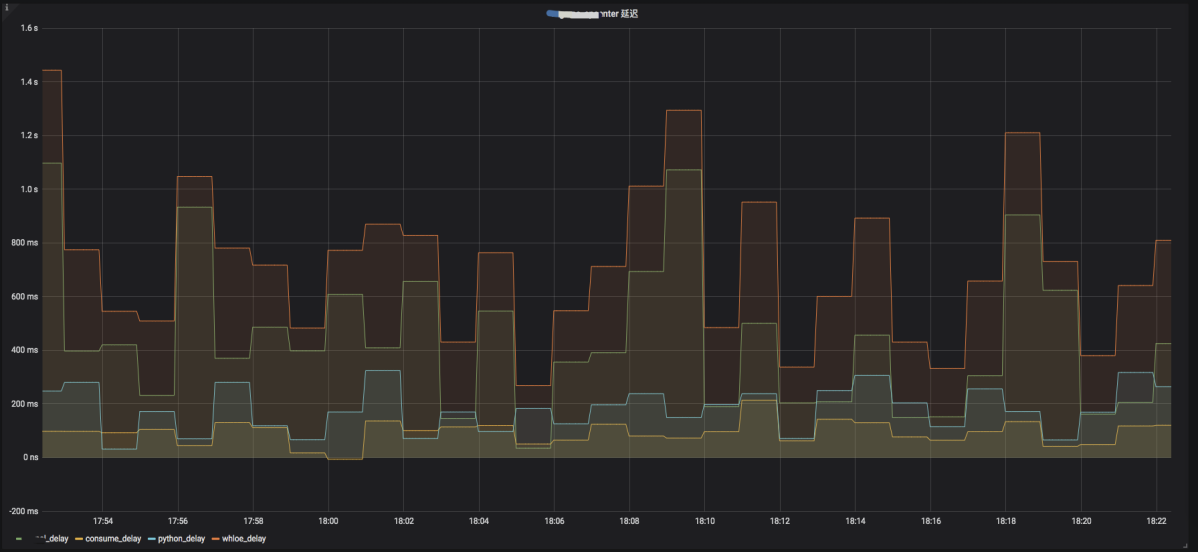 i
nter 延迟
1.6 s
1.4 s
1.2 s
1.0 s
800 ms
600 ms
400 ms
200 ms
0 ns
-200 ms
17:54 17:56 17:58 18:00 18:02 18:04 18:06 18:08 18:10 18:12 18:14 18:16 18:18 18:20 18:22
_delay consume_delay python_delay whloe_delay